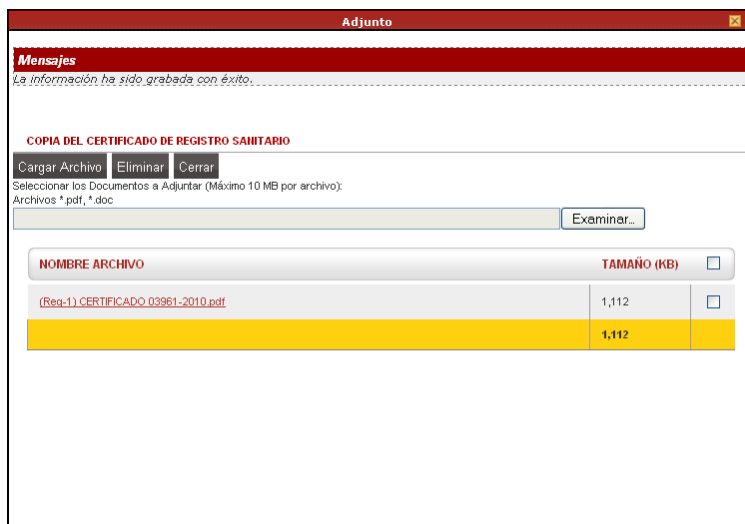 Adjunto
Mensajes
La información ha sido grabada con éxito.
COPIA DEL CERTIFICADO DE REGISTRO SANITARIO
Cargar Archivo Eliminar Cerrar
Seleccionar los Documentos a Adjuntar (Máximo 10 MB por archivo):
Archivos *.pdf, *.doc
Examinar...
NOMBRE ARCHIVO TAMAÑO (KB)
(Req-1) CERTIFICADO 03961-2010.pdf 1,112
1,112